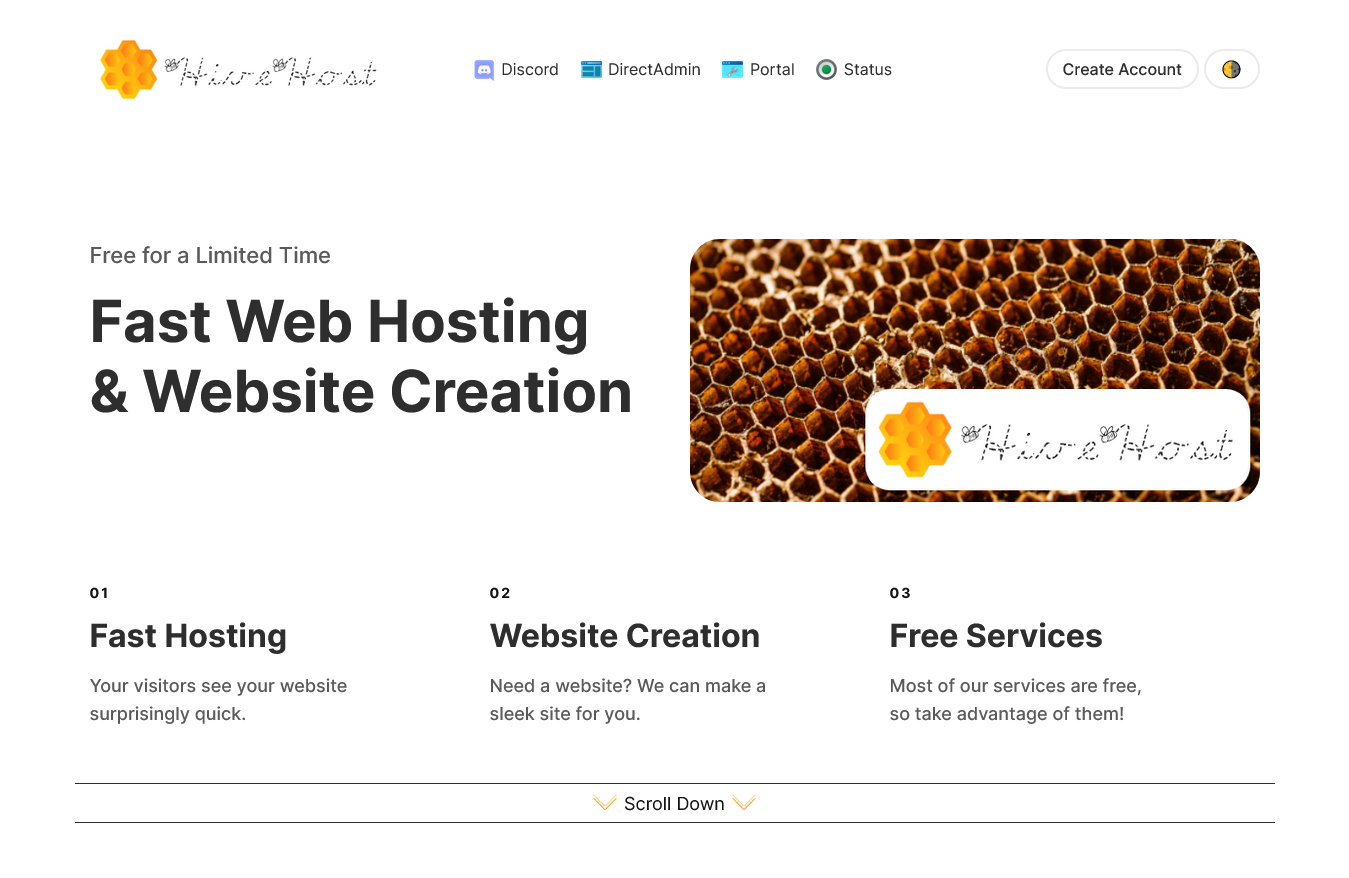 HiveHost
Discord
DirectAdmin
Portal
Status
Create Account
Free for a Limited Time
Fast Web Hosting
& Website Creation
HiveHost
01
Fast Hosting
Your visitors see your website
surprisingly quick.
02
Website Creation
Need a website? We can make a
sleek site for you.
03
Free Services
Most of our services are free,
so take advantage of them!
Scroll Down